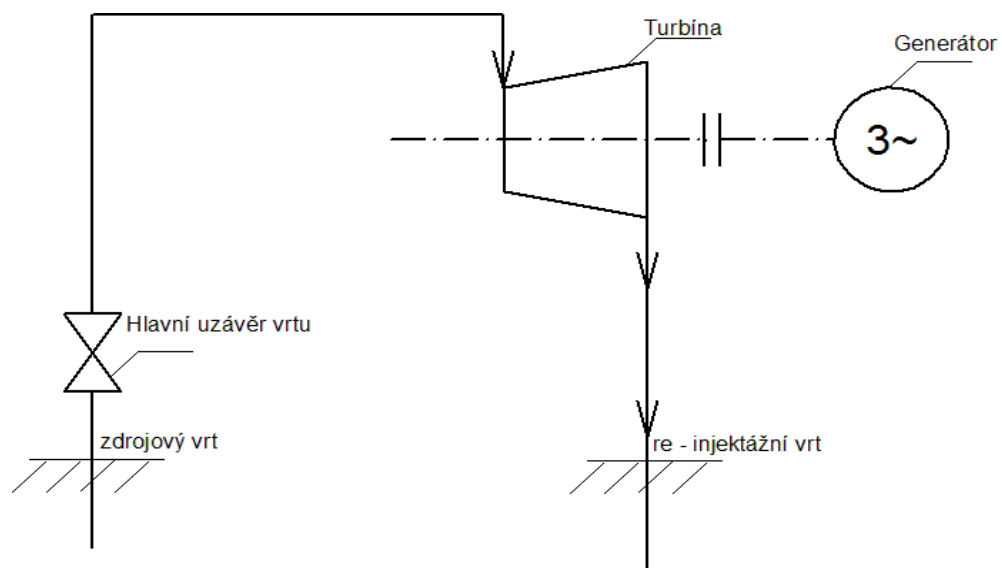 Turbína
Generátor
3~
Hlavní uzávěr vrtu
zdrojový vrt
re - injektážní vrt